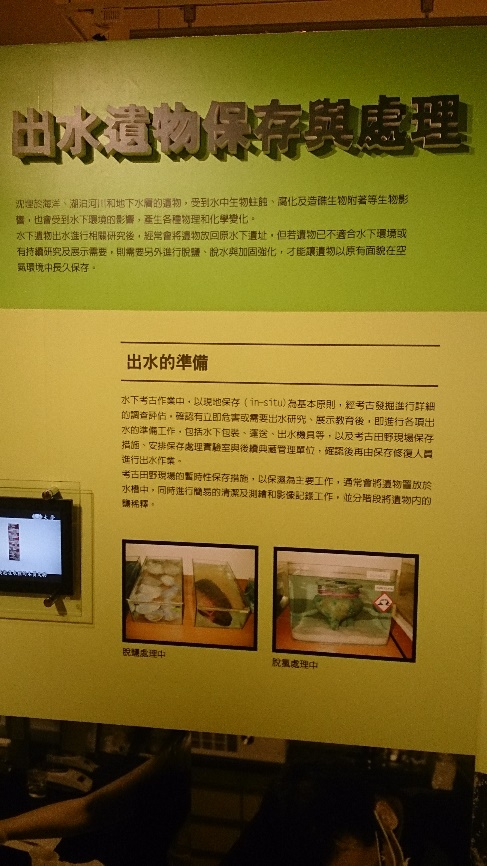 出水遺物保存與處理
沈埋於海洋、湖泊河川和地下水層的遺物，受到水中生物蛀蝕、腐化及造礁生物附著等生物影
響，也會受到水下環境的影響，產生各種物理和化學變化。
水下遺物出水進行相關研究後，經常會將遺物放回原水下遺址，但若遺物已不適合水下環境或
有持續研究及展示需要，則需要另外進行脫鹽、脫水與加固強化，才能讓遺物以原有面貌在空
氣環境中長久保存。
出水的準備
水下考古作業中，以現地保存（in-situ)為基本原則，經考古發掘進行詳細
的調查評估，確認有立即危害或需要出水研究、展示教育後，即進行各項出
水的準備工作，包括水下包裝、運送、出水機具等，以及考古田野現場保存
措施、安排保存處理實驗室與後續典藏管理單位，確認後再由保存修復人員
進行出水作業。
考古田野現場的暫時性保存措施，以保濕為主要工作，通常會將遺物置放於
水槽中，同時進行簡易的清潔及測繪和影像記錄工作，並分階段將遺物內的
鹽稀釋。
脫鹽處理中
脫氯處理中